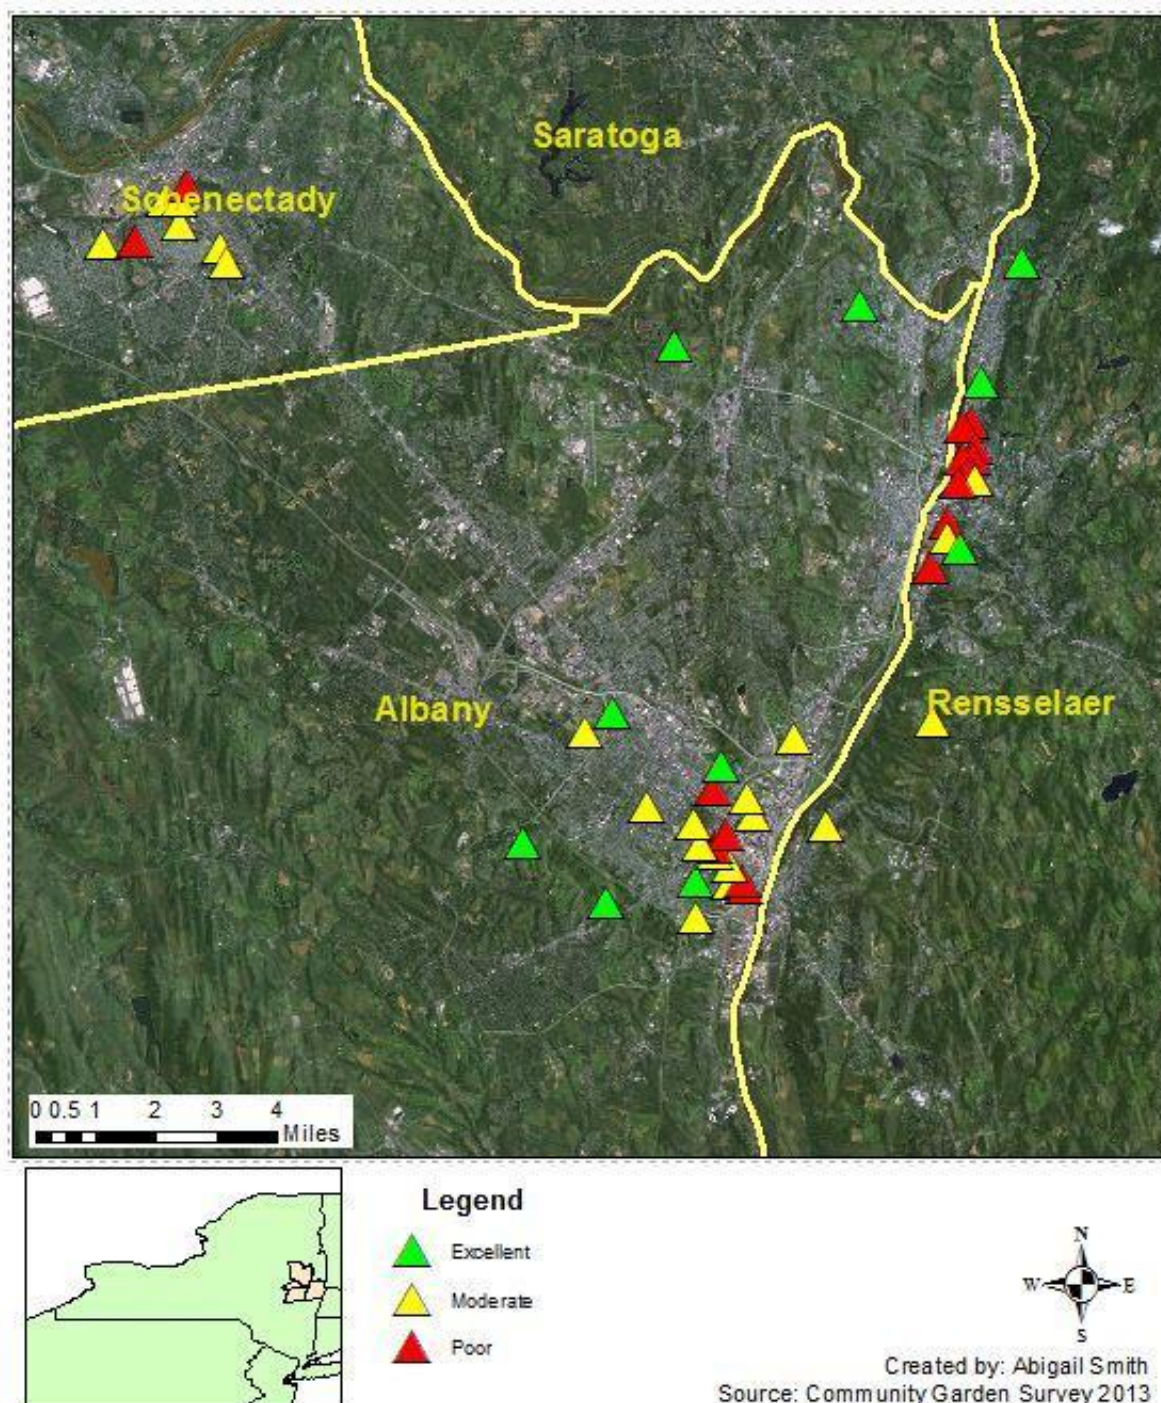 Saratoga
Schenectady
Albany
Rensselaer
0 0.5 1 2 3 4
Miles
Legend
Excellent
Moderate
Poor
N
W E
S
Created by: Abigail Smith
Source: Community Garden Survey 2013